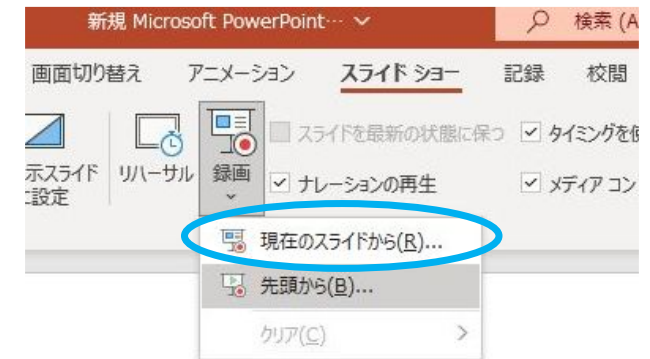 新規 Microsoft PowerPoint…
検索 (A
画面切り替え アニメーション スライド ショー 記録 校閲
示スライド
に設定
リハーサル
録画
スライドを最新の状態に保つ
タイミングを使
ナレーションの再生
メディア コン
現在のスライドから(R)...
先頭から(B)...
クリア(C) >